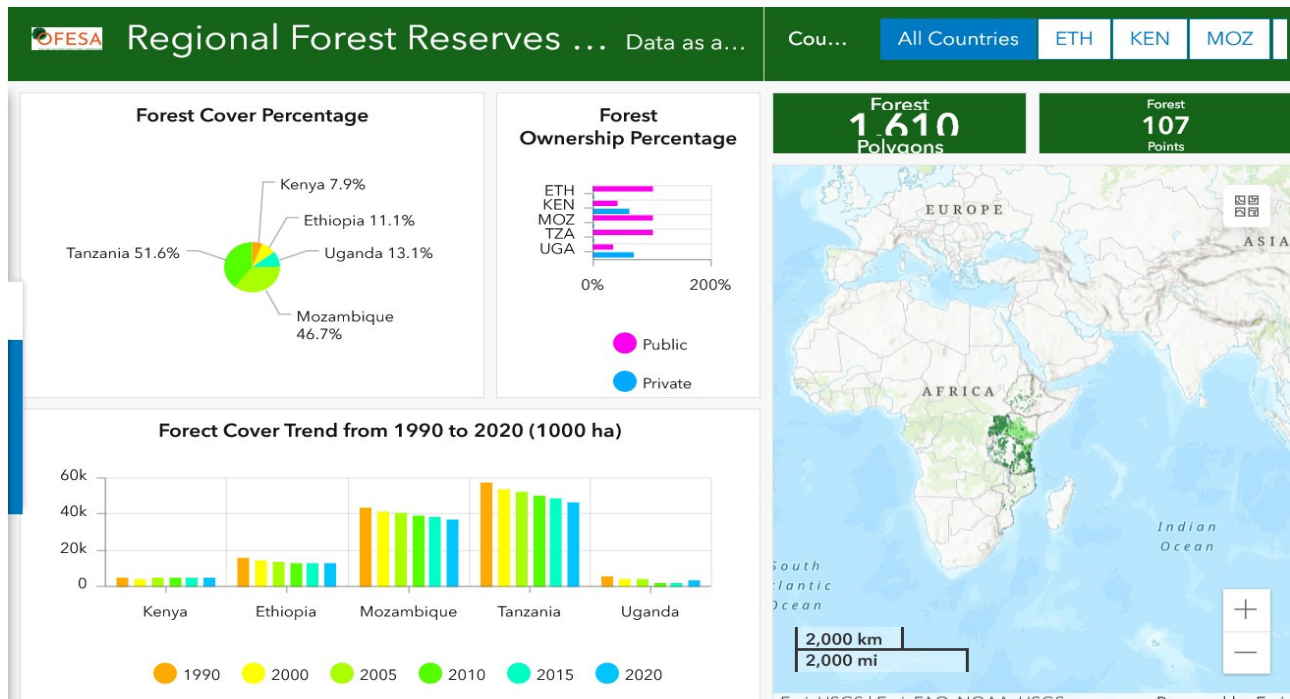 OFESA
Regional Forest Reserves ...
Data as a...
Cou...
All Countries
ETH
KEN
MOZ
Forest Cover Percentage
Kenya 7.9%
Ethiopia 11.1%
Tanzania 51.6%
Uganda 13.1%
Mozambique
46.7%
Forest
Ownership Percentage
ETH
KEN
MOZ
TZA
UGA
0%
200%
Public
Private
Forest
1,610
Polygons
Forest
107
Points
EUROPE
ASIA
AFRICA
Indian
Ocean
South
Atlantic
Ocean
2,000 km
2,000 mi
Forect Cover Trend from 1990 to 2020 (1000 ha)
60k
40k
20k
0
Kenya
Ethiopia
Mozambique
Tanzania
Uganda
1990
2000
2005
2010
2015
2020